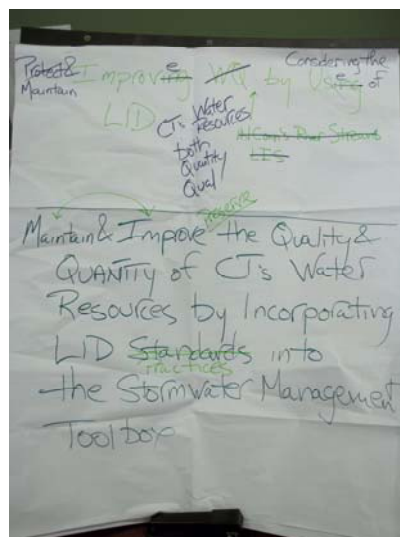 Protect &
Maintain
Improving WQ by Using
e
e of
Considering the
LID
CT's Water
Resources
both
Quantity
Qual
LIS
preserve
Maintain & Improve the Quality &
QUANTITY of CT's Water
Resources by Incorporating
LID Standards into
Practices
the Stormwater Management
Toolbox